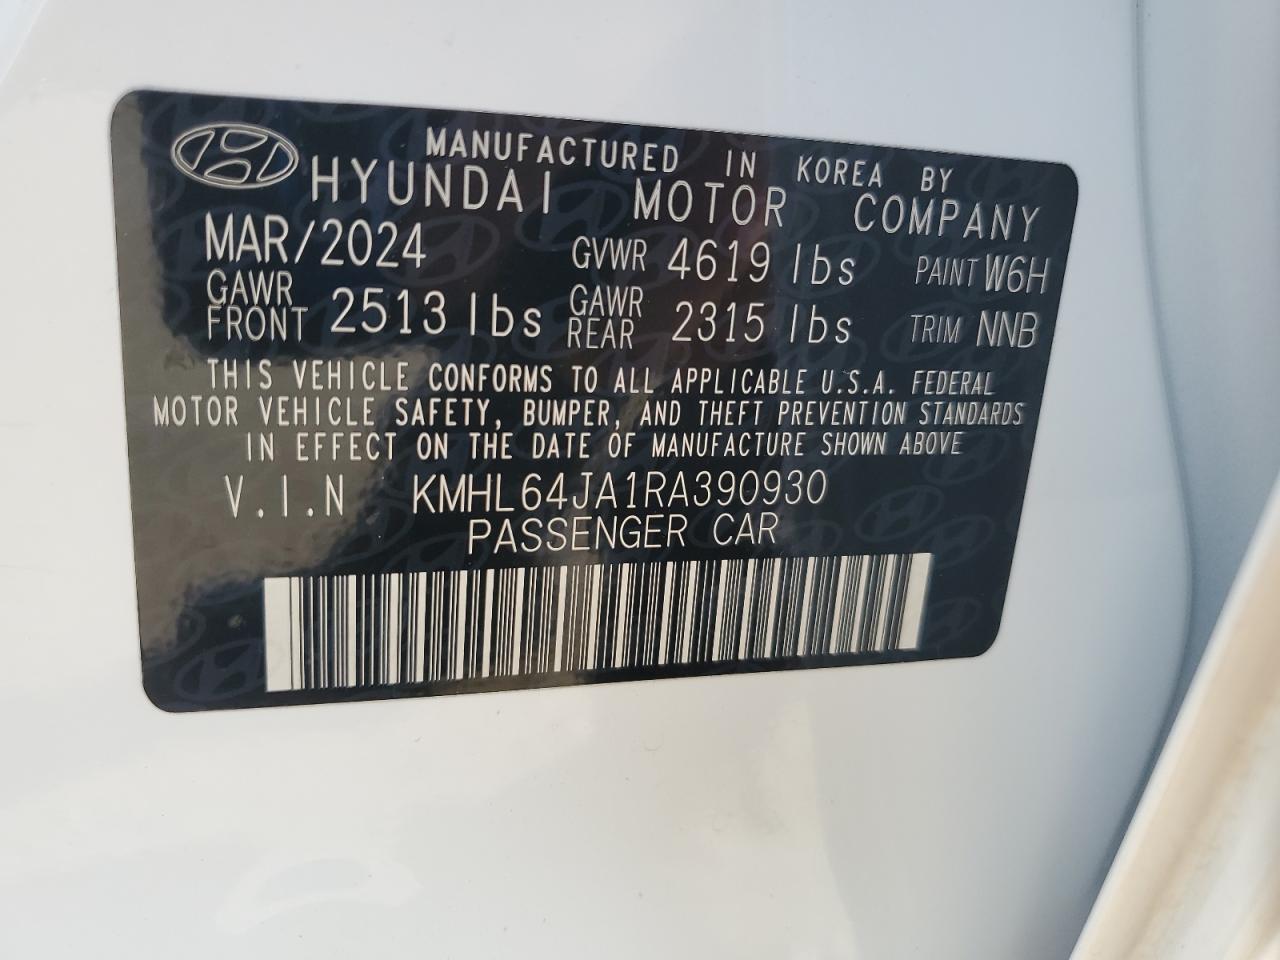 MANUFACTURED IN KOREA BY
HYUNDAI MOTOR COMPANY
MAR/2024 GVWR 4619 lbs PAINT W6H
GAWR FRONT 2513 lbs GAWR REAR 2315 lbs TRIM NNB
THIS VEHICLE CONFORMS TO ALL APPLICABLE U.S.A. FEDERAL
MOTOR VEHICLE SAFETY, BUMPER, AND THEFT PREVENTION STANDARDS
IN EFFECT ON THE DATE OF MANUFACTURE SHOWN ABOVE
V.I.N KMHL64JA1RA390930
PASSENGER CAR